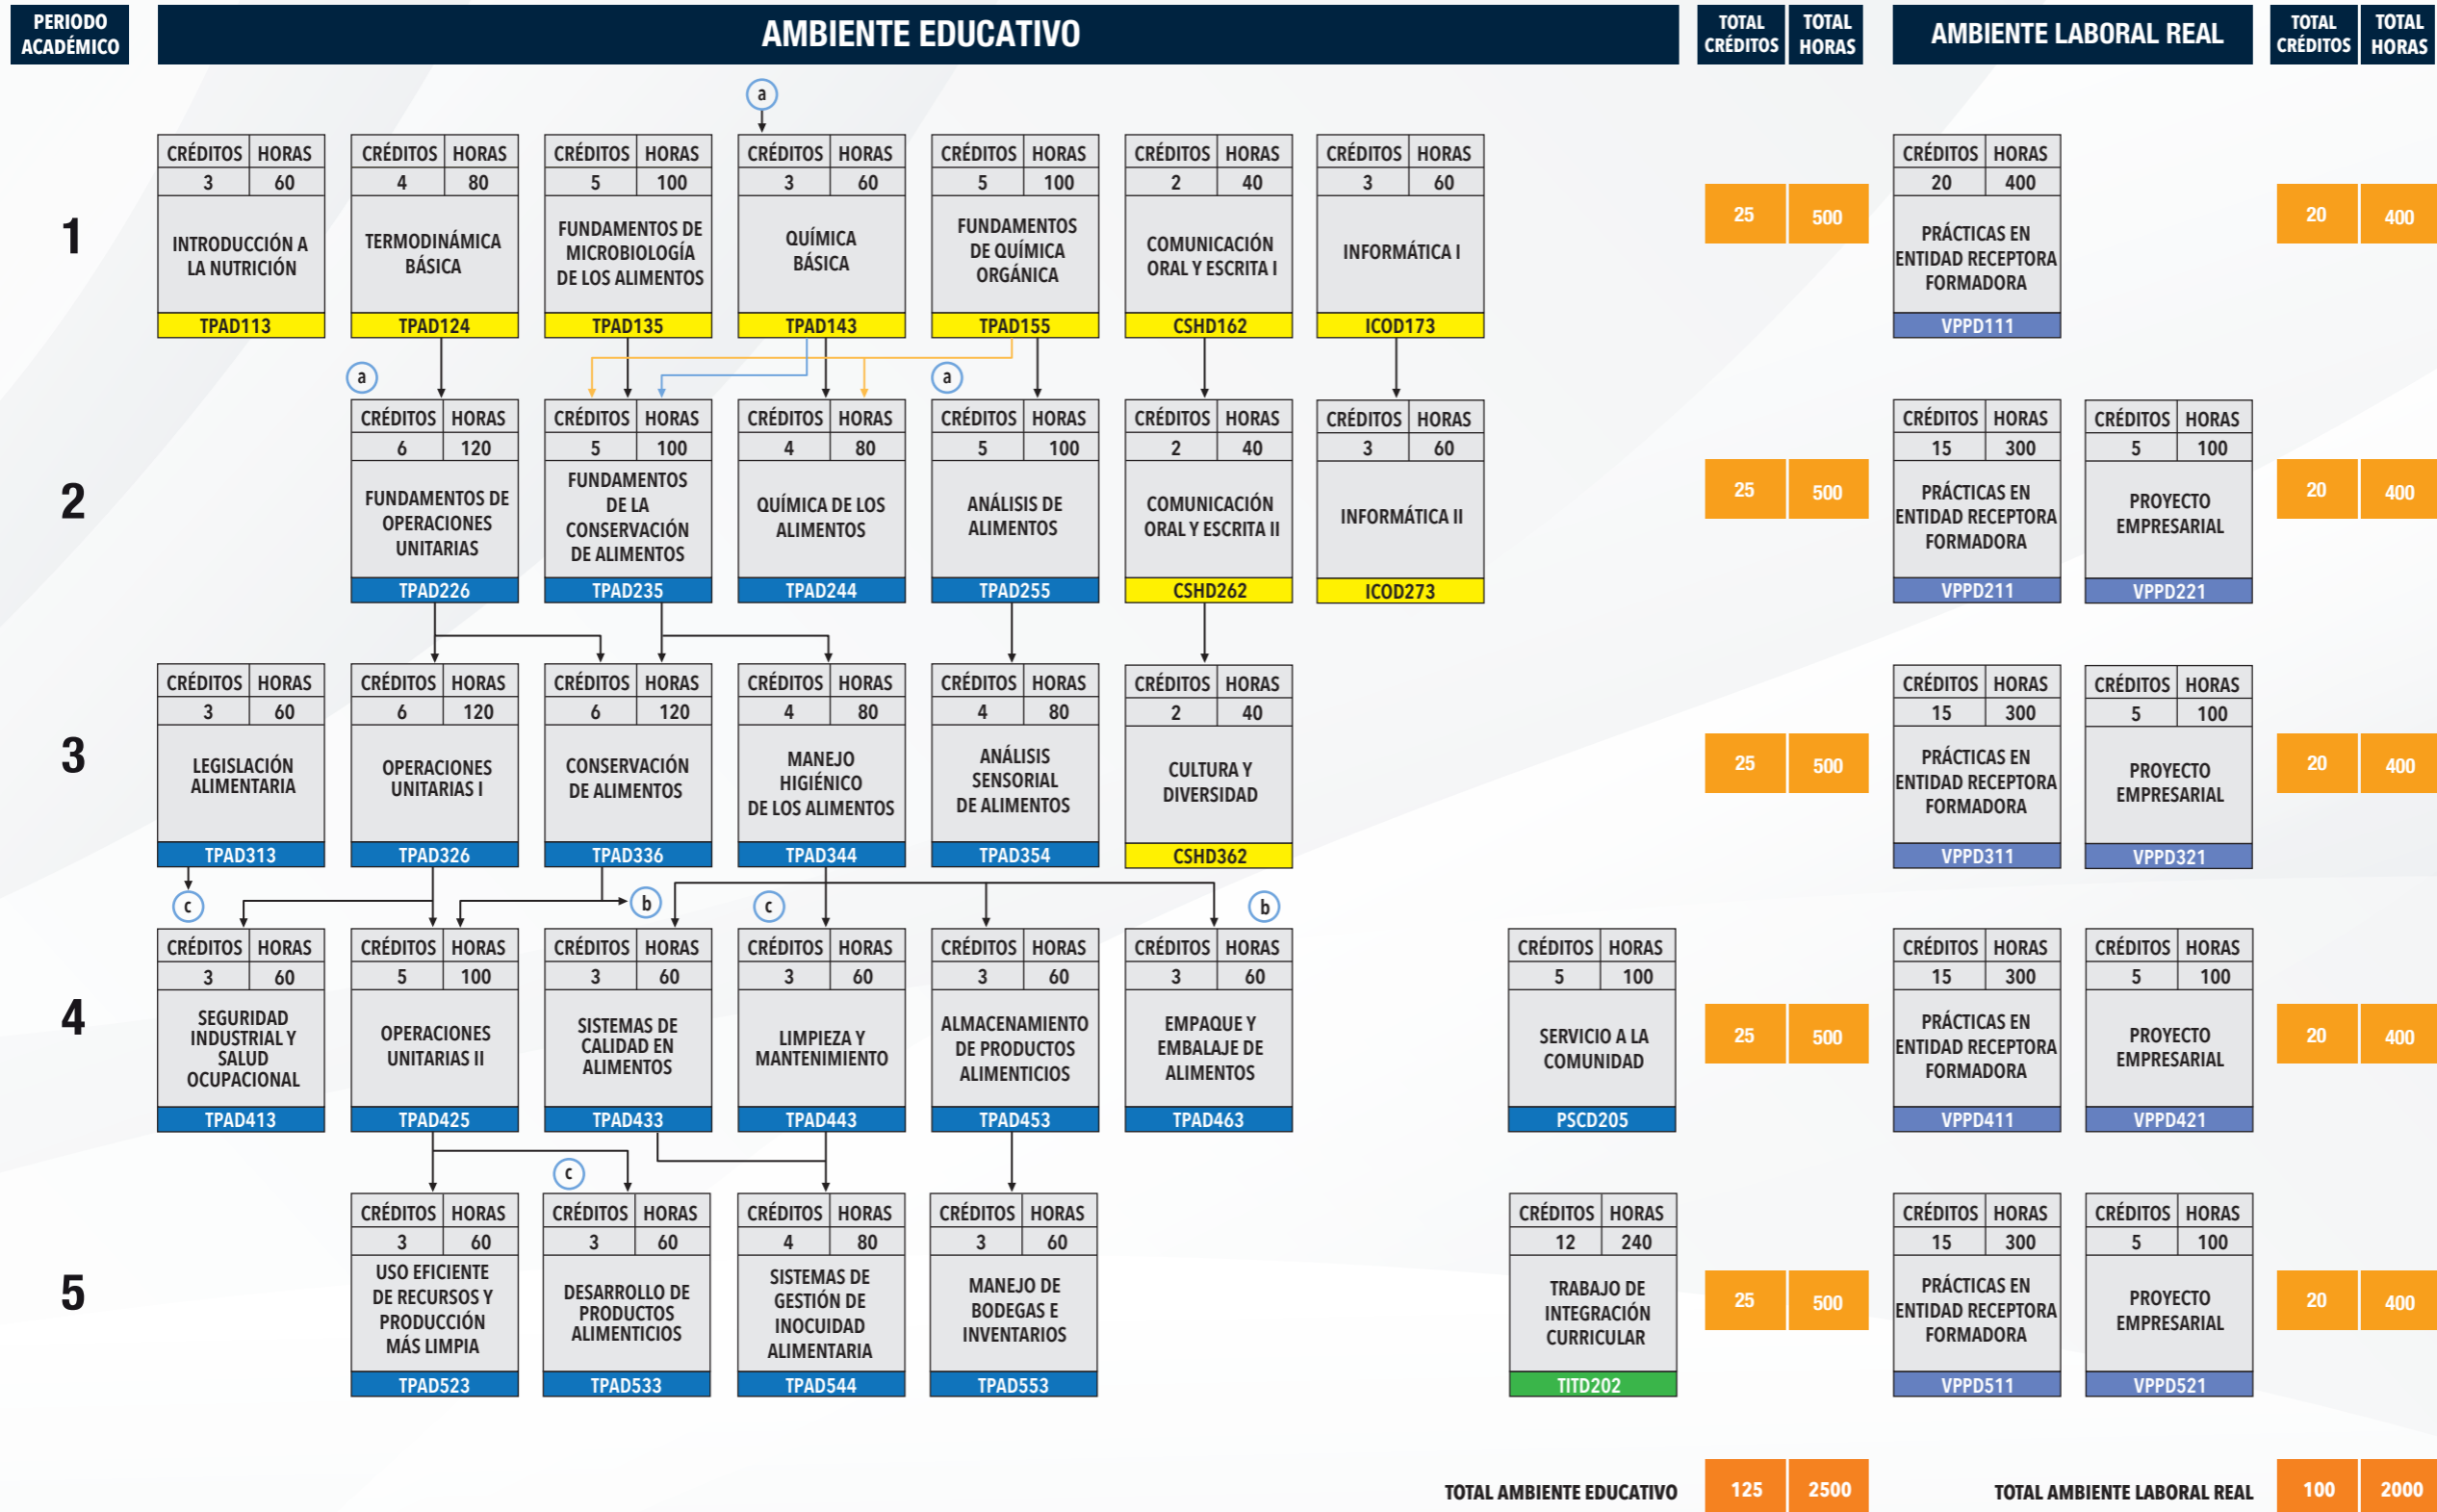 PERIODO
ACADÉMICO
AMBIENTE EDUCATIVO
TOTAL
CRÉDITOS
TOTAL
HORAS
AMBIENTE LABORAL REAL
TOTAL
CRÉDITOS
TOTAL
HORAS
a
1
CRÉDITOS HORAS
3 60
INTRODUCCIÓN A
LA NUTRICIÓN
TPAD113
CRÉDITOS HORAS
4 80
TERMODINÁMICA
BÁSICA
TPAD124
CRÉDITOS HORAS
5 100
FUNDAMENTOS DE
MICROBIOLOGÍA
DE LOS ALIMENTOS
TPAD135
CRÉDITOS HORAS
3 60
QUÍMICA
BÁSICA
TPAD143
CRÉDITOS HORAS
5 100
FUNDAMENTOS
DE QUÍMICA
ORGÁNICA
TPAD155
CRÉDITOS HORAS
2 40
COMUNICACIÓN
ORAL Y ESCRITA I
CSHD162
CRÉDITOS HORAS
3 60
INFORMÁTICA I
ICOD173
25 500
CRÉDITOS HORAS
20 400
PRÁCTICAS EN
ENTIDAD RECEPTORA
FORMADORA
VPPD111
20 400
a
a
2
CRÉDITOS HORAS
6 120
FUNDAMENTOS DE
OPERACIONES
UNITARIAS
TPAD226
CRÉDITOS HORAS
5 100
FUNDAMENTOS
DE LA
CONSERVACIÓN
DE ALIMENTOS
TPAD235
CRÉDITOS HORAS
4 80
QUÍMICA DE LOS
ALIMENTOS
TPAD244
CRÉDITOS HORAS
5 100
ANÁLISIS DE
ALIMENTOS
TPAD255
CRÉDITOS HORAS
2 40
COMUNICACIÓN
ORAL Y ESCRITA II
CSHD262
CRÉDITOS HORAS
3 60
INFORMÁTICA II
ICOD273
25 500
CRÉDITOS HORAS
15 300
PRÁCTICAS EN
ENTIDAD RECEPTORA
FORMADORA
VPPD211
CRÉDITOS HORAS
5 100
PROYECTO
EMPRESARIAL
VPPD221
20 400
3
CRÉDITOS HORAS
3 60
LEGISLACIÓN
ALIMENTARIA
TPAD313
CRÉDITOS HORAS
6 120
OPERACIONES
UNITARIAS I
TPAD326
CRÉDITOS HORAS
6 120
CONSERVACIÓN
DE ALIMENTOS
TPAD336
CRÉDITOS HORAS
4 80
MANEJO
HIGIÉNICO
DE LOS ALIMENTOS
TPAD344
CRÉDITOS HORAS
4 80
ANÁLISIS
SENSORIAL
DE ALIMENTOS
TPAD354
CRÉDITOS HORAS
2 40
CULTURA Y
DIVERSIDAD
CSHD362
25 500
CRÉDITOS HORAS
15 300
PRÁCTICAS EN
ENTIDAD RECEPTORA
FORMADORA
VPPD311
CRÉDITOS HORAS
5 100
PROYECTO
EMPRESARIAL
VPPD321
20 400
c
b
c
b
4
CRÉDITOS HORAS
3 60
SEGURIDAD
INDUSTRIAL Y
SALUD
OCUPACIONAL
TPAD413
CRÉDITOS HORAS
5 100
OPERACIONES
UNITARIAS II
TPAD425
CRÉDITOS HORAS
3 60
SISTEMAS DE
CALIDAD EN
ALIMENTOS
TPAD433
CRÉDITOS HORAS
3 60
LIMPIEZA Y
MANTENIMIENTO
TPAD443
CRÉDITOS HORAS
3 60
ALMACENAMIENTO
DE PRODUCTOS
ALIMENTICIOS
TPAD453
CRÉDITOS HORAS
3 60
EMPAQUE Y
EMBALAJE DE
ALIMENTOS
TPAD463
CRÉDITOS HORAS
5 100
SERVICIO A LA
COMUNIDAD
PSCD205
25 500
CRÉDITOS HORAS
15 300
PRÁCTICAS EN
ENTIDAD RECEPTORA
FORMADORA
VPPD411
CRÉDITOS HORAS
5 100
PROYECTO
EMPRESARIAL
VPPD421
20 400
c
5
CRÉDITOS HORAS
3 60
USO EFICIENTE
DE RECURSOS Y
PRODUCCIÓN
MÁS LIMPIA
TPAD523
CRÉDITOS HORAS
3 60
DESARROLLO DE
PRODUCTOS
ALIMENTICIOS
TPAD533
CRÉDITOS HORAS
4 80
SISTEMAS DE
GESTIÓN DE
INOCUIDAD
ALIMENTARIA
TPAD544
CRÉDITOS HORAS
3 60
MANEJO DE
BODEGAS E
INVENTARIOS
TPAD553
CRÉDITOS HORAS
12 240
TRABAJO DE
INTEGRACIÓN
CURRICULAR
TITD202
25 500
CRÉDITOS HORAS
15 300
PRÁCTICAS EN
ENTIDAD RECEPTORA
FORMADORA
VPPD511
CRÉDITOS HORAS
5 100
PROYECTO
EMPRESARIAL
VPPD521
20 400
TOTAL AMBIENTE EDUCATIVO 125 2500
TOTAL AMBIENTE LABORAL REAL 100 2000